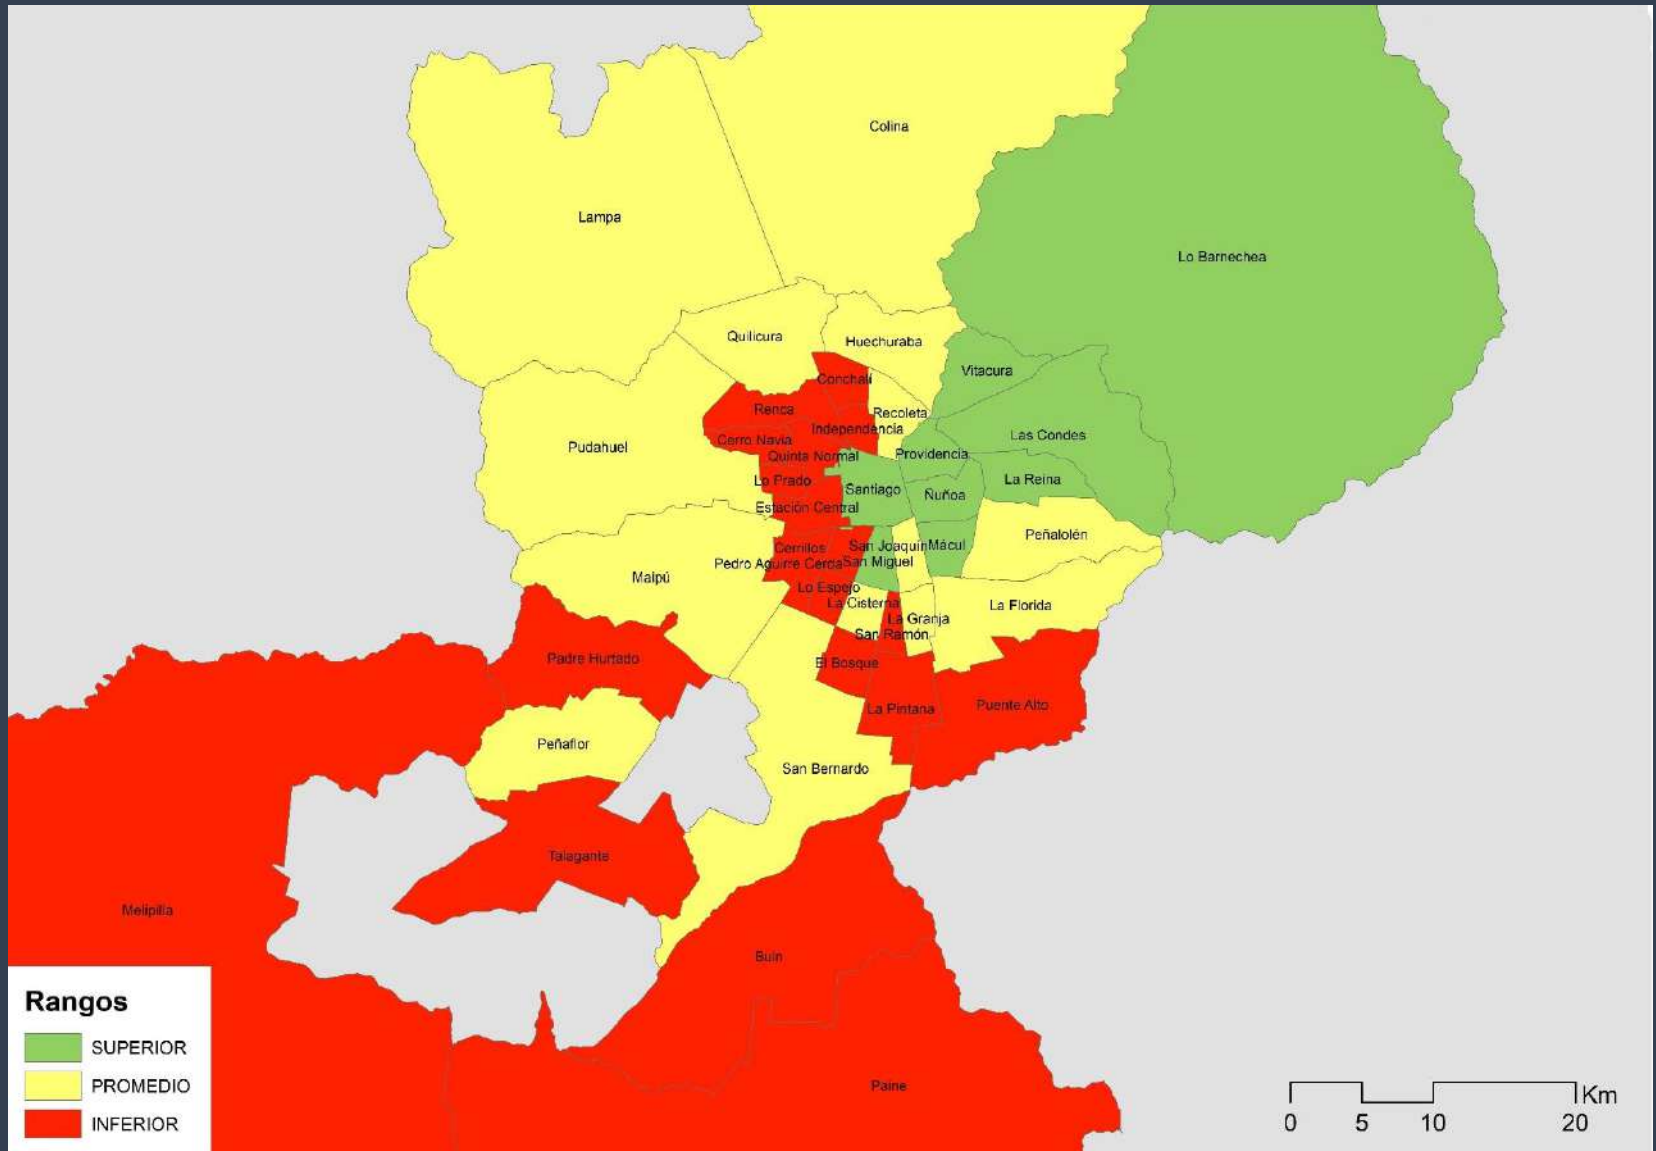 Colina
Lampa
Lo Barnechea
Quilicura
Huechuraba
Vitacura
Conchalí
Renca
Recoleta
Independencia
Las Condes
Cerro Navia
Pudahuel
Quinta Normal
Providencia
Lo Prado
La Reina
Santiago
Ñuñoa
Estación Central
Peñalolén
Cerrillos
San Joaquín
Mácul
Pedro Aguirre Cerda
San Miguel
Maipú
Lo Espejo
La Cisterna
La Florida
La Granja
San Ramón
Padre Hurtado
El Bosque
La Pintana
Puente Alto
Peñaflor
San Bernardo
Talagante
Melipilla
Buin
Paine
Rangos
SUPERIOR
PROMEDIO
INFERIOR
Km
0 5 10 20